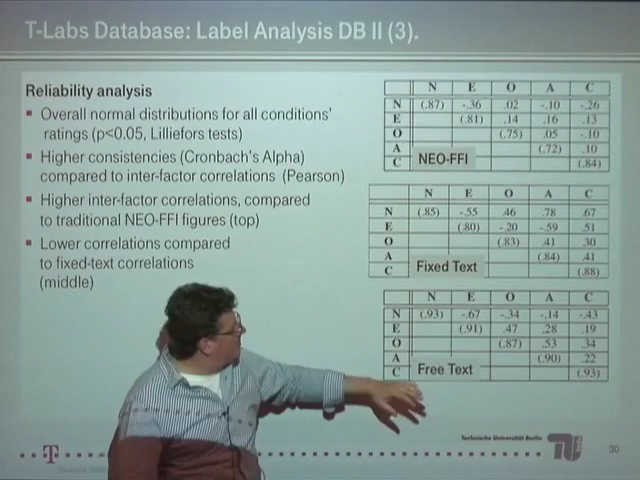 T-Labs Database: Label Analysis DB II (3).
Reliability analysis
Overall normal distributions for all conditions'
ratings (p<0.05, Lilliefors tests)
Higher consistencies (Cronbach's Alpha)
compared to inter-factor correlations (Pearson)
Higher inter-factor correlations, compared
to traditional NEO-FFI figures (top)
Lower correlations compared
to fixed-text correlations
(middle)
N E O A C
N (.87) -.36 .02 -.10 -.26
E (.81) .14 .16 .13
O (.75) .05 -.10
A (.72) .10
C (.84)
NEO-FFI
N E O A C
N (.85) -.55 .46 .78 .67
E (.80) -.20 -.59 .51
O (.83) .41 .30
A (.84) .41
C (.88)
Fixed Text
N E O A C
N (.93) -.67 -.34 -.14 -.43
E (.91) .47 .28 .19
O (.87) .53 .34
A (.90) .22
C (.93)
Free Text
T
Technische Universität Berlin
30